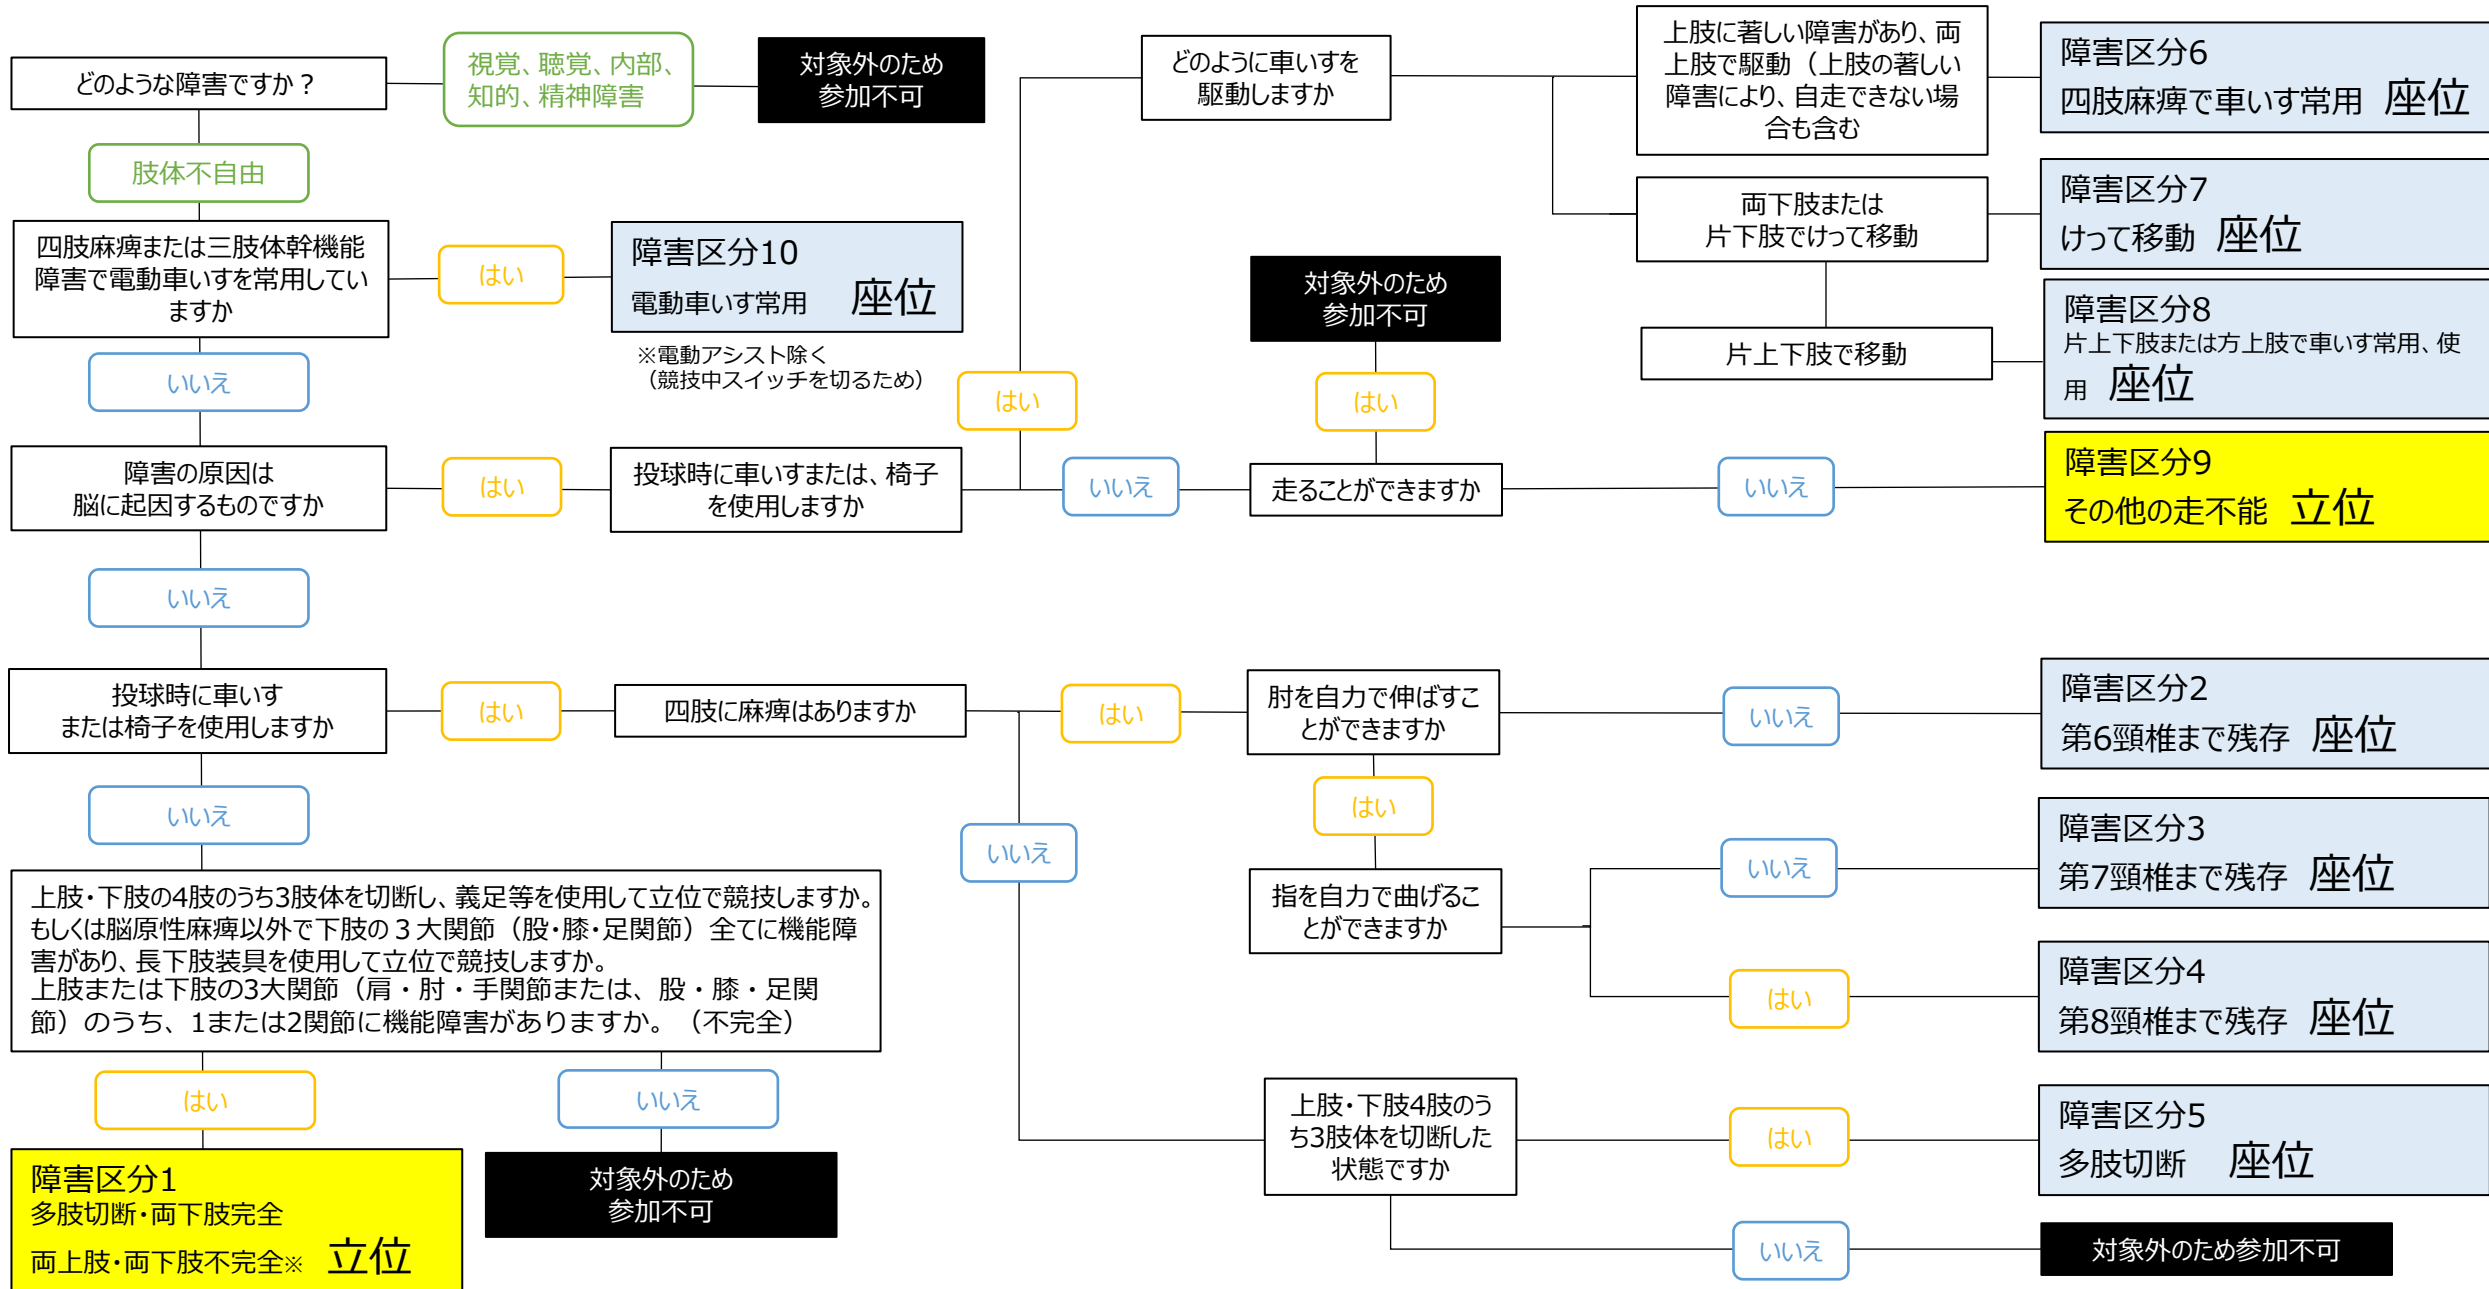 どのような障害ですか？
視覚、聴覚、内部、
知的、精神障害
対象外のため
参加不可
肢体不自由
四肢麻痺または三肢体幹機能
障害で電動車いすを常用してい
ますか
はい
障害区分10
電動車いす常用　座位
※電動アシスト除く
（競技中スイッチを切るため）
いいえ
障害の原因は
脳に起因するものですか
はい
投球時に車いすまたは、椅子
を使用しますか
はい
どのように車いすを
駆動しますか
上肢に著しい障害があり、両
上肢で駆動（上肢の著しい
障害により、自走できない場
合も含む
障害区分6
四肢麻痺で車いす常用　座位
両下肢または
片下肢でけって移動
障害区分7
けって移動　座位
片上下肢で移動
障害区分8
片上下肢または方上肢で車いす常用、使
用　座位
いいえ
走ることができますか
はい
対象外のため
参加不可
いいえ
障害区分9
その他の走不能　立位
いいえ
投球時に車いす
または椅子を使用しますか
はい
四肢に麻痺はありますか
はい
肘を自力で伸ばすこ
とができますか
いいえ
障害区分2
第6頸椎まで残存　座位
はい
指を自力で曲げるこ
とができますか
いいえ
障害区分3
第7頸椎まで残存　座位
はい
障害区分4
第8頸椎まで残存　座位
いいえ
上肢・下肢4肢のう
ち3肢体を切断した
状態ですか
はい
障害区分5
多肢切断　座位
いいえ
対象外のため参加不可
いいえ
上肢・下肢の4肢のうち3肢体を切断し、義足等を使用して立位で競技しますか。
もしくは脳原性麻痺以外で下肢の３大関節（股・膝・足関節）全てに機能障
害があり、長下肢装具を使用して立位で競技しますか。
上肢または下肢の3大関節（肩・肘・手関節または、股・膝・足関
節）のうち、1または2関節に機能障害がありますか。（不完全）
はい
障害区分1
多肢切断・両下肢完全
両上肢・両下肢不完全※　立位
いいえ
対象外のため
参加不可